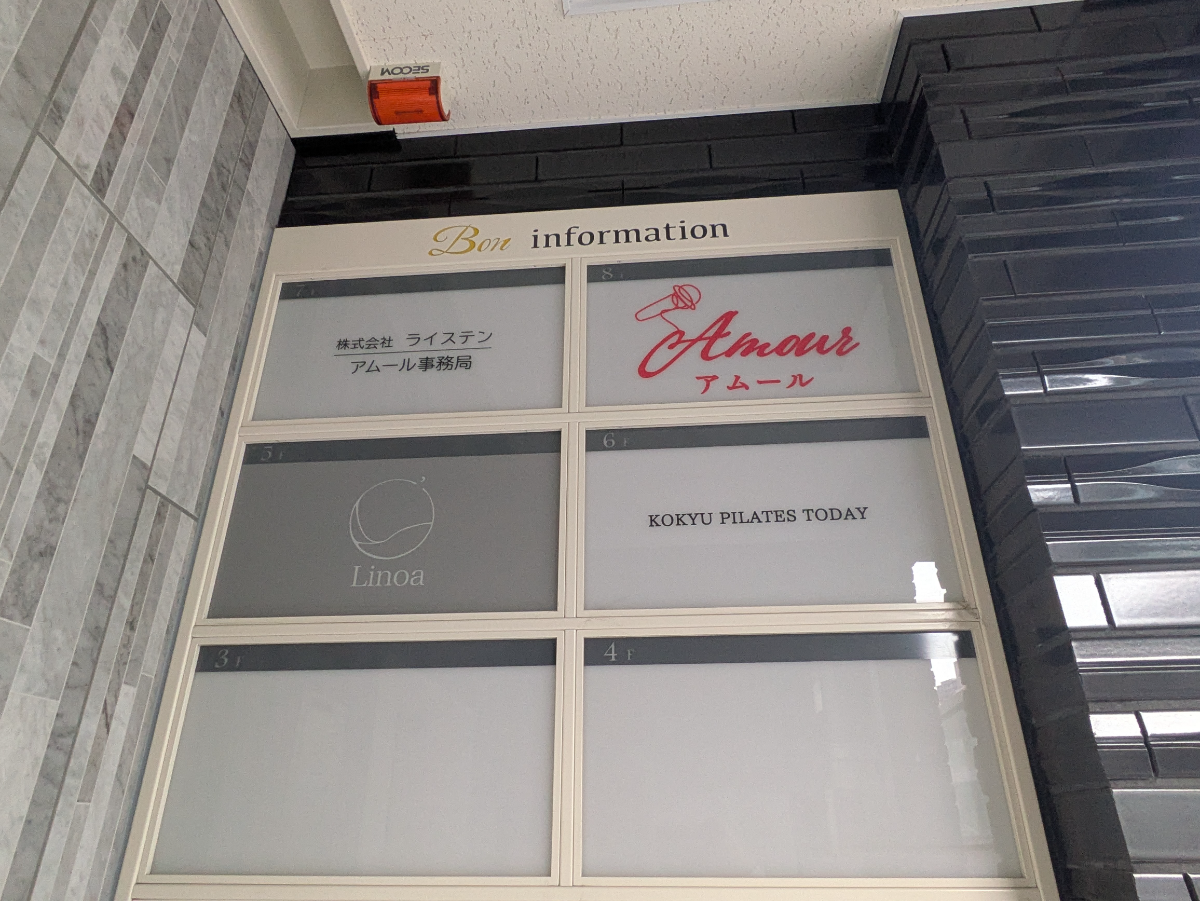 SECOM
Bon information
7F
株式会社 ライステン
アムール事務局
8F
Amour
アムール
5F
Linoa
6F
KOKYU PILATES TODAY
3F
4F